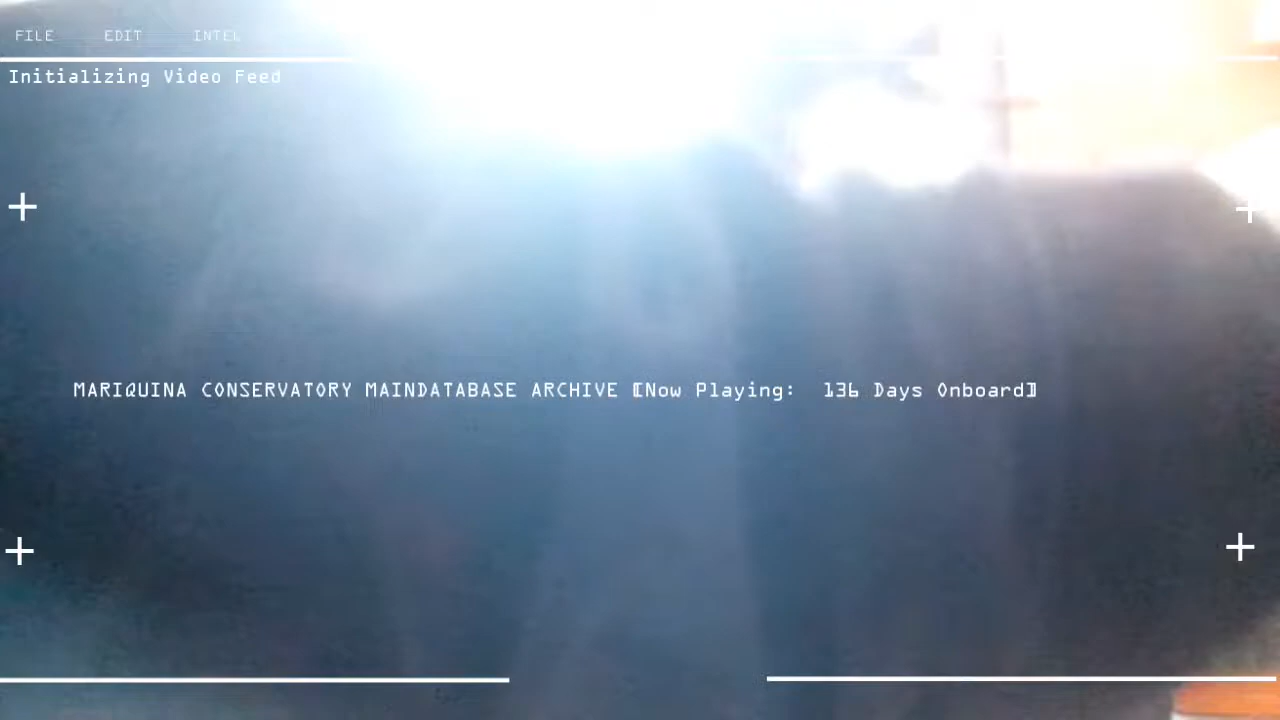 FILE EDIT INTEL
Initializing Video Feed
MARIQUINA CONSERVATORY MAINDATABASE ARCHIVE [Now Playing: 136 Days Onboard]